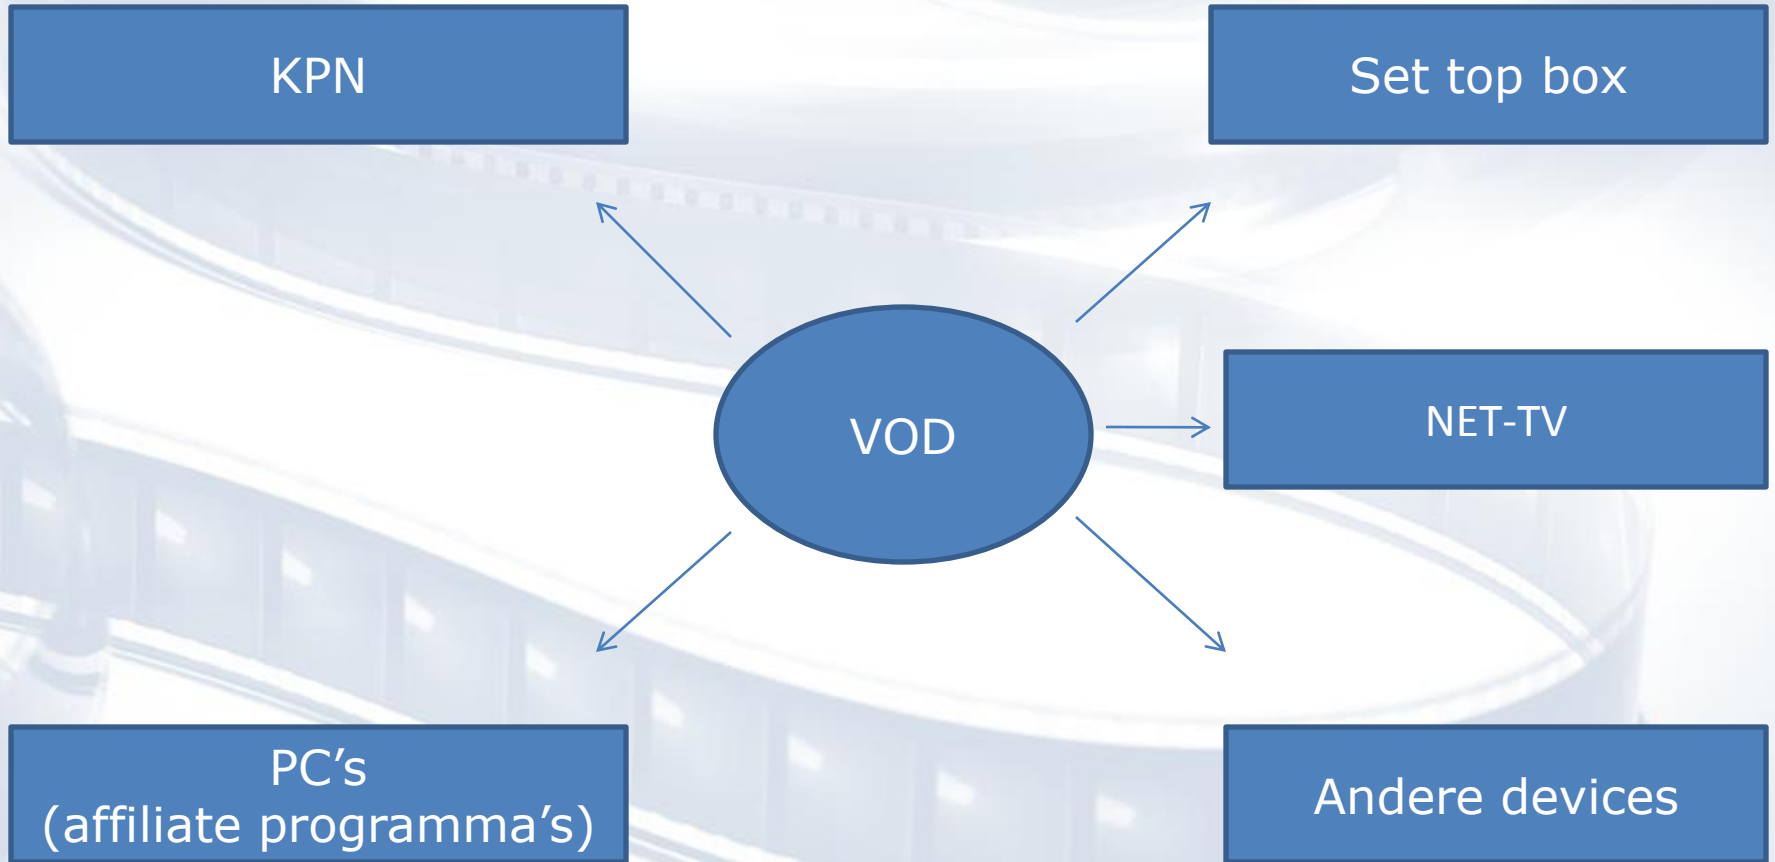 KPN
Set top box
VOD
NET-TV
PC’s
(affiliate programma’s)
Andere devices